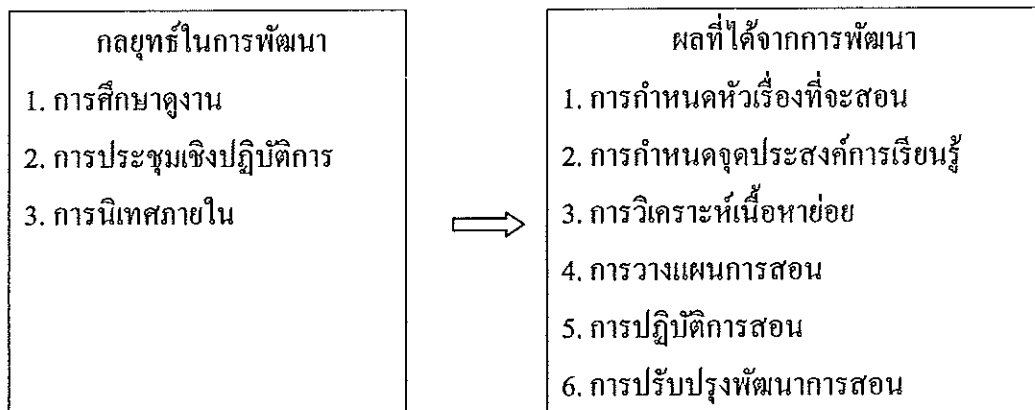 กลยุทธ์ในการพัฒนา
1. การศึกษาดูงาน
2. การประชุมเชิงปฏิบัติการ
3. การนิเทศภายใน
ผลที่ได้จากการพัฒนา
1. การกำหนดหัวเรื่องที่จะสอน
2. การกำหนดจุดประสงค์การเรียนรู้
3. การวิเคราะห์เนื้อหาย่อย
4. การวางแผนการสอน
5. การปฏิบัติการสอน
6. การปรับปรุงพัฒนาการสอน